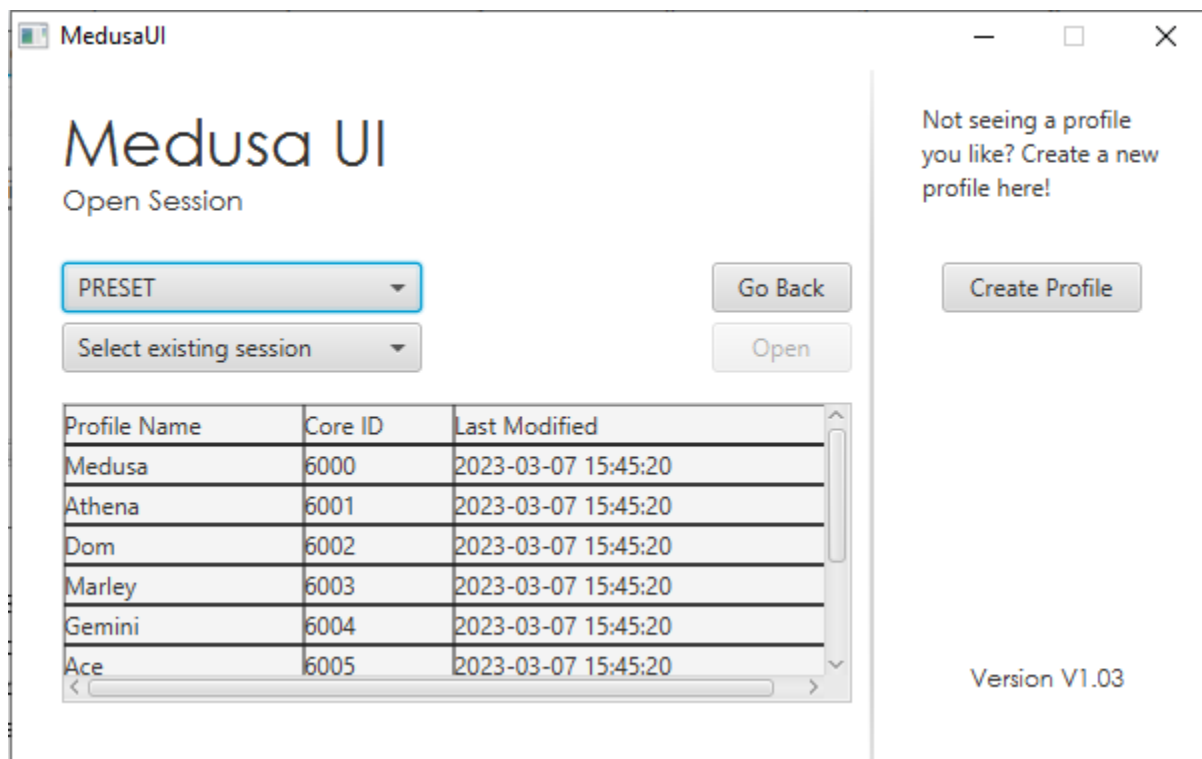 MedusaUI
Medusa UI
Open Session
PRESET
Go Back
Select existing session
Open
Profile Name Core ID Last Modified
Medusa 6000 2023-03-07 15:45:20
Athena 6001 2023-03-07 15:45:20
Dom 6002 2023-03-07 15:45:20
Marley 6003 2023-03-07 15:45:20
Gemini 6004 2023-03-07 15:45:20
Ace 6005 2023-03-07 15:45:20
Not seeing a profile
you like? Create a new
profile here!
Create Profile
Version V1.03